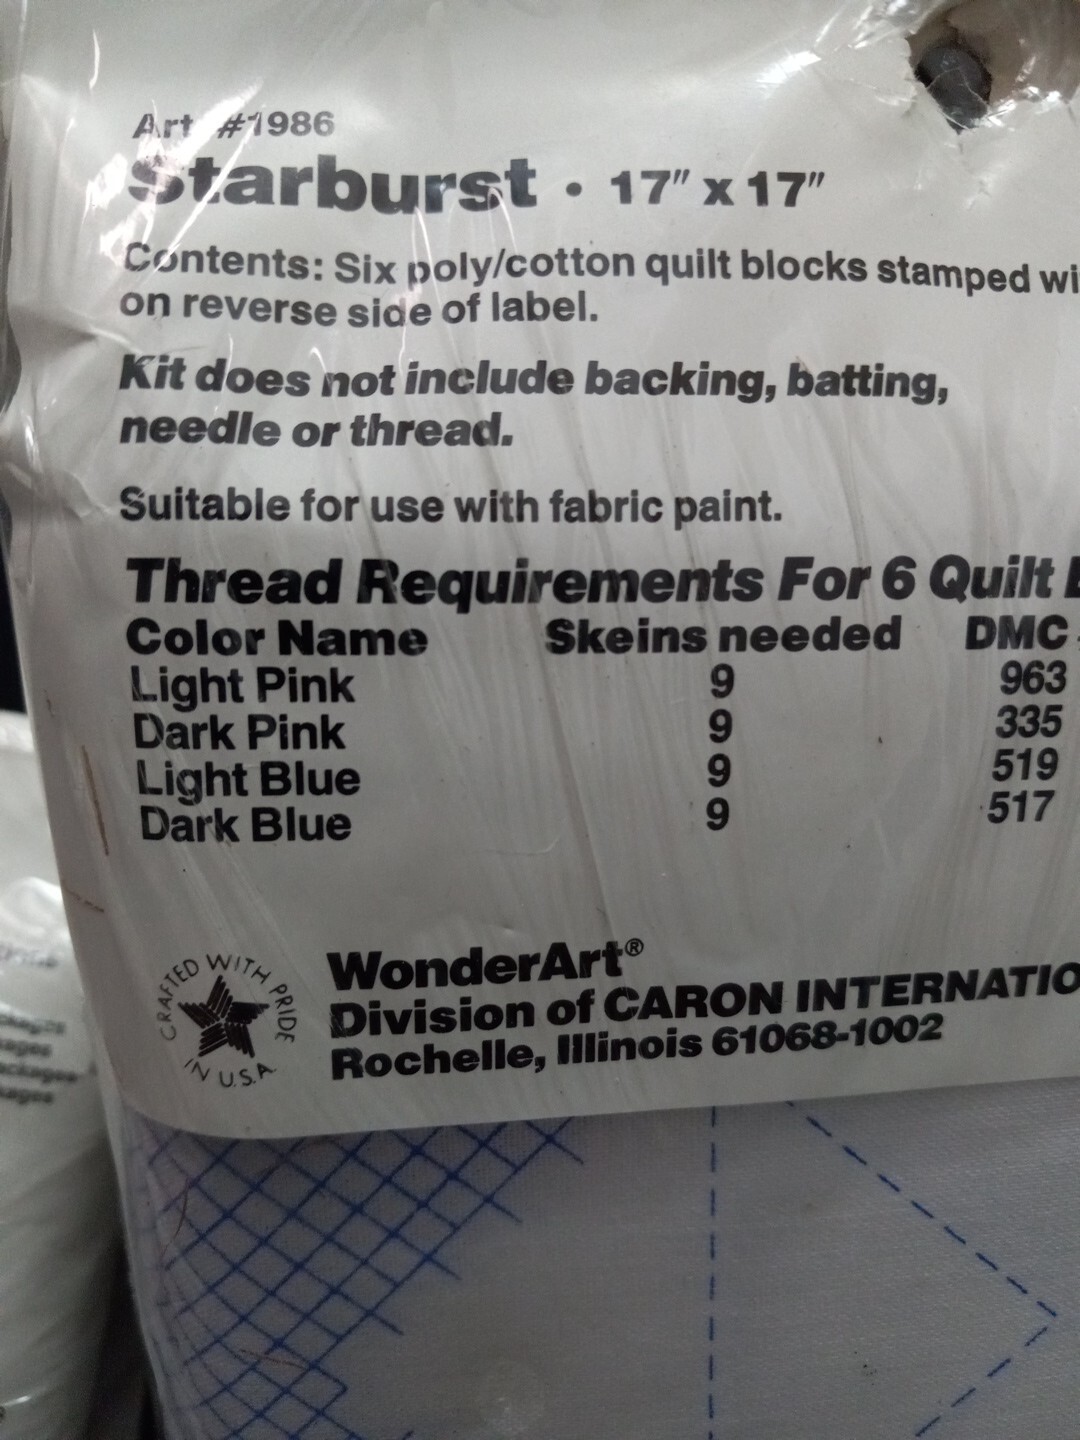 Art. #1986
Starburst • 17" x 17"
Contents: Six poly/cotton quilt blocks stamped wi
on reverse side of label.
Kit does not include backing, batting,
needle or thread.
Suitable for use with fabric paint.
Thread Requirements For 6 Quilt
Color Name Skeins needed DMC
Light Pink 9 963
Dark Pink 9 335
Light Blue 9 519
Dark Blue 9 517
CRAFTED WITH PRIDE
IN U.S.A.
WonderArt®
Division of CARON INTERNATIO
Rochelle, Illinois 61068-1002